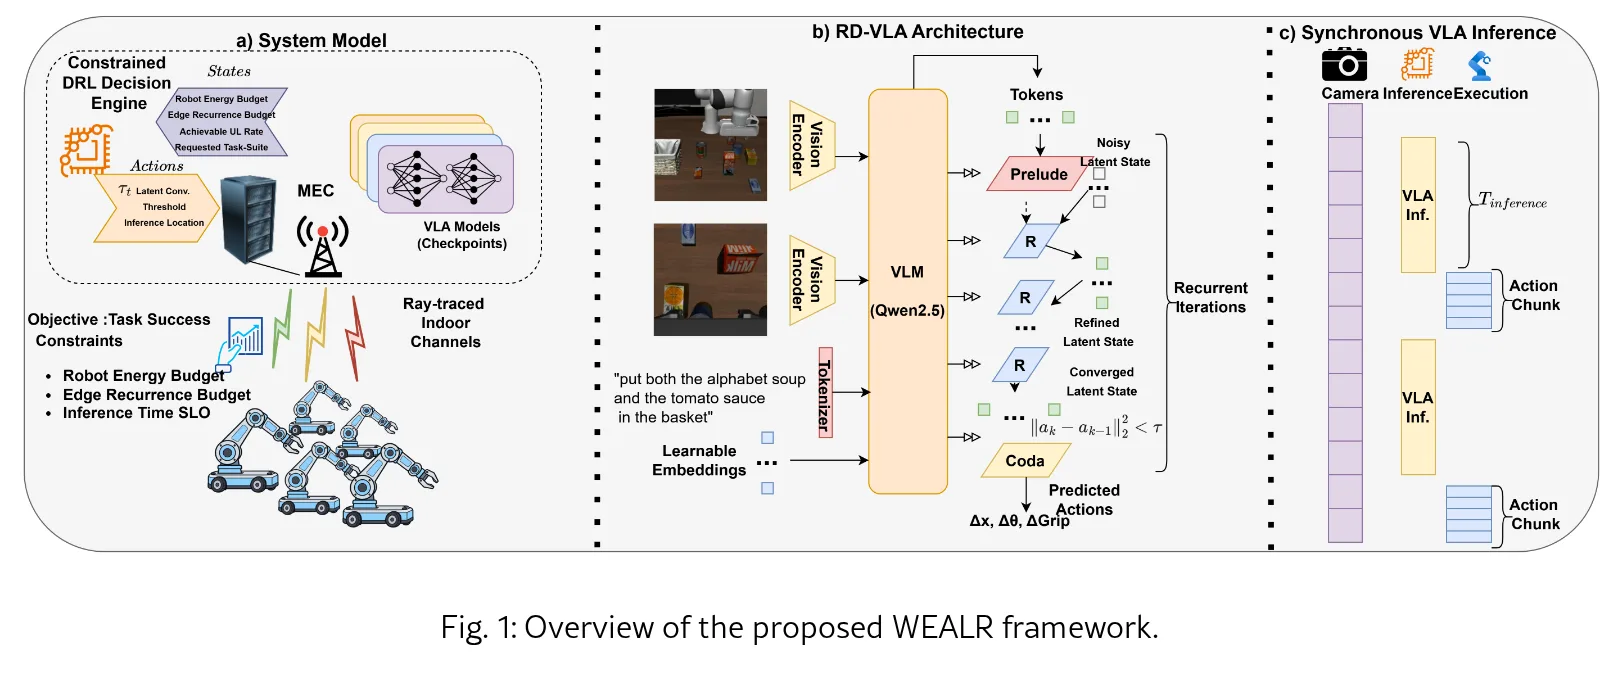 a) System Model
Constrained
DRL Decision
Engine
States
Robot Energy Budget
Edge Recurrence Budget
Achievable UL Rate
Requested Task-Suite
Actions
τt Latent Conv.
Threshold
Inference Location
MEC
VLA Models
(Checkpoints)
Objective :Task Success
Constraints
• Robot Energy Budget
• Edge Recurrence Budget
• Inference Time SLO
Ray-traced
Indoor
Channels
b) RD-VLA Architecture
Vision
Encoder
Vision
Encoder
"put both the alphabet soup
and the tomato sauce
in the basket"
Tokenizer
Learnable
Embeddings
...
VLM
(Qwen2.5)
Tokens
...
Prelude
Noisy
Latent State
...
R
...
R
Refined
Latent State
...
R
Converged
Latent State
...
‖ak − ak−1‖22 < τ
Coda
Predicted
Actions
Δx, Δθ, ΔGrip
Recurrent
Iterations
c) Synchronous VLA Inference
Camera Inference Execution
VLA
Inf.
Tinference
Action
Chunk
VLA
Inf.
Action
Chunk
Fig. 1: Overview of the proposed WEALR framework.